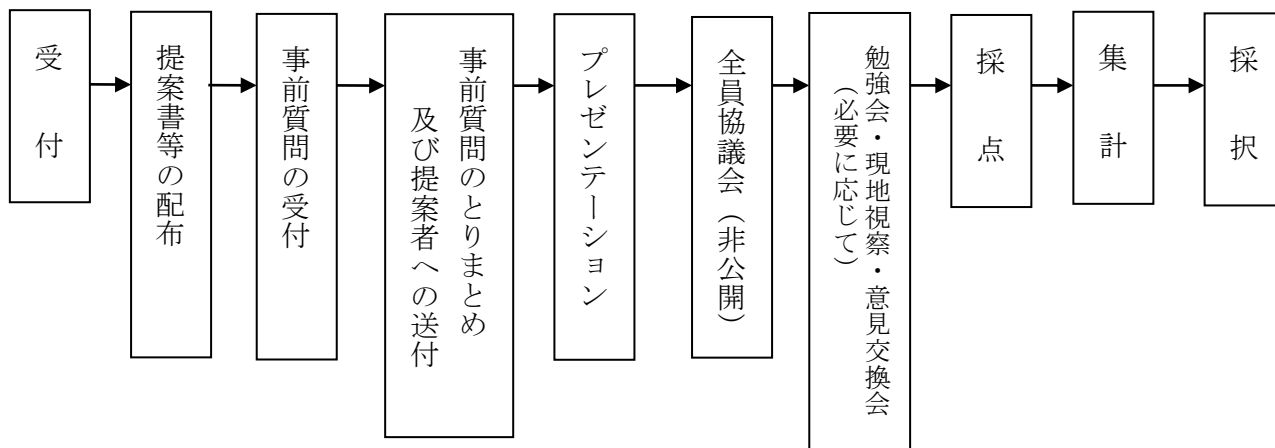 受付
提案書等の配布
事前質問の受付
事前質問のとりまとめ
及び提案者への送付
プレゼンテーション
全員協議会（非公開）
勉強会・現地視察・意見交換会
（必要に応じて）
採点
集計
採択